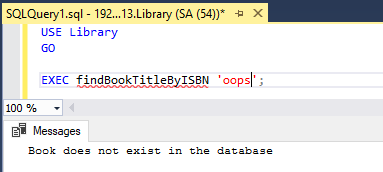 SQLQuery1.sql - 192...13.Library (SA (54))*
USE Library
GO
EXEC findBookTitleByISBN 'oops';
100 %
Messages
Book does not exist in the database